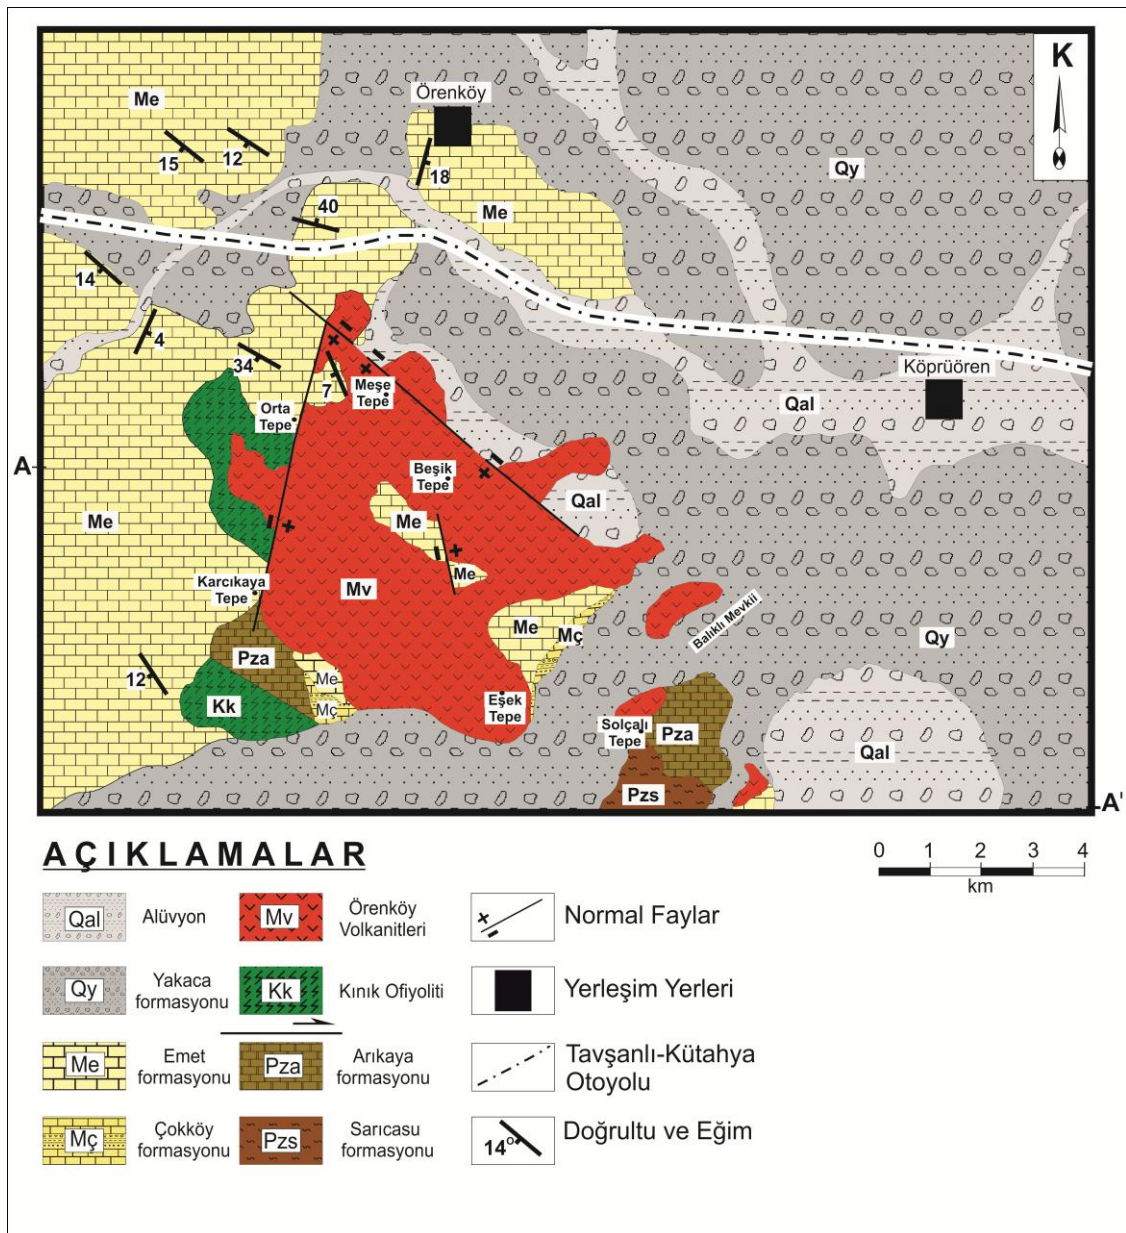 K
Örenköy
Me
15
12
18
Qy
Me
40
14
4
34
7
Meşe
Tepe
Orta
Tepe
Köprüören
Qal
A
Beşik
Tepe
Qal
Me
Me
Me
Karcıkaya
Tepe
Mv
Balıklı Mevkii
Me
Mç
Qy
Pza
12
Me
Kk
Mç
Eşek
Tepe
Solçalı
Tepe
Pza
Qal
Pzs
A'
AÇIKLAMALAR
0 1 2 3 4
km
Qal Alüvyon
Mv Örenköy
Volkanitleri
Normal Faylar
Qy Yakaca
formasyonu
Kk Kınık Ofiyoliti
Yerleşim Yerleri
Me Emet
formasyonu
Pza Arıkaya
formasyonu
Tavşanlı-Kütahya
Otoyolu
Mç Çokköy
formasyonu
Pzs Sarıcasu
formasyonu
14° Doğrultu ve Eğim